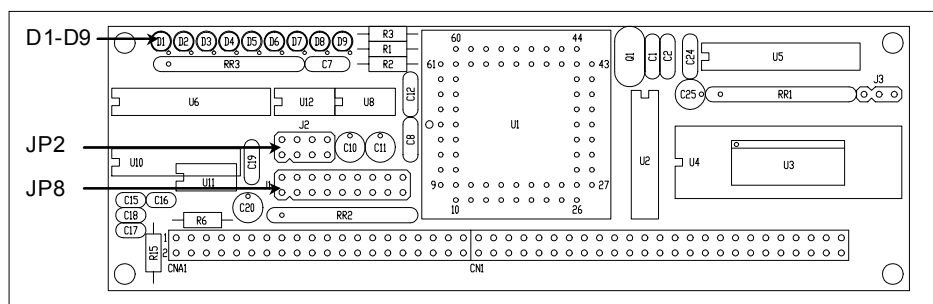 D1-D9
D1 D2 D3 D4 D5 D6 D7 D8 D9
R3
R1
R2
RR3
C7
60
44
61
43
Q1
C1
C2
C24
U5
J3
C25
RR1
U6
U12
U8
C12
J2
JP2
C10
C11
C8
U1
U2
U4
U3
U10
U11
C19
JP8
9
27
10
26
C15
C16
C18
C17
C20
R6
RR2
R15
1
2
CNA1
CN1